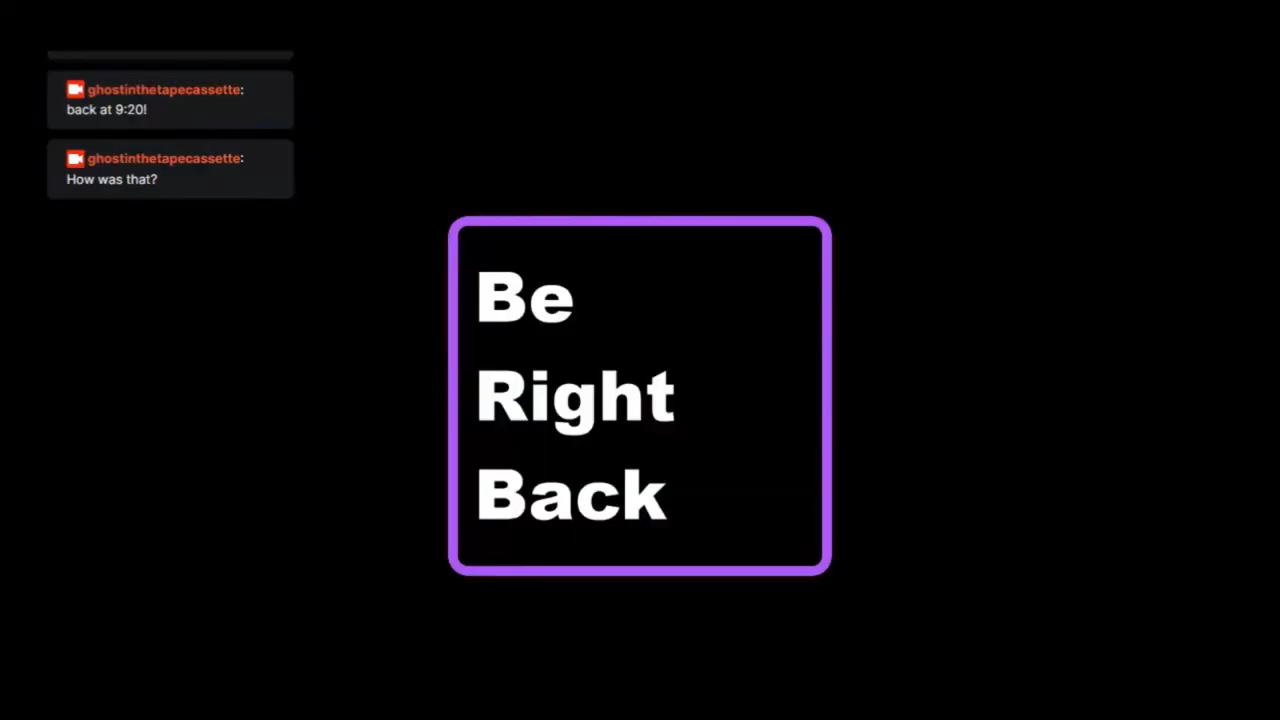 ghostinthetapecassette:
back at 9:20!
ghostinthetapecassette:
How was that?
Be
Right
Back